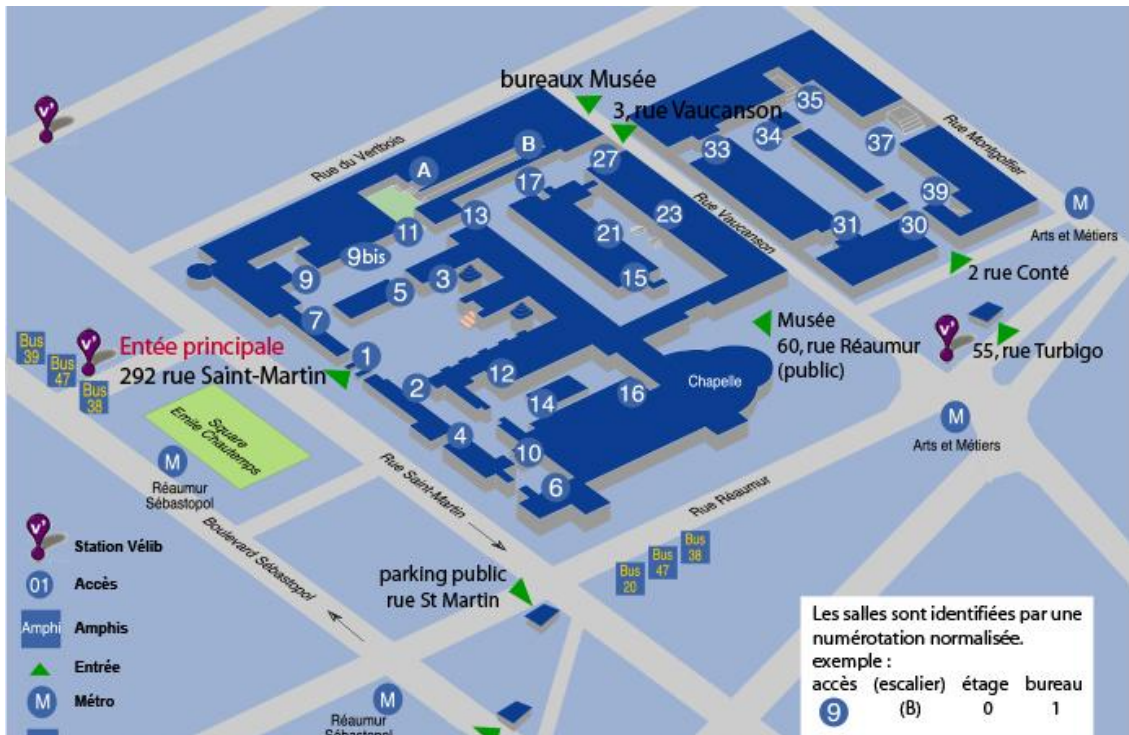 bureaux Musée
3, rue Vaucanson
Rue du Vertbois
Rue Montgolfier
Rue Vaucanson
A
B
35
34
33
37
39
31
30
27
17
23
21
15
13
11
9bis
9
3
5
7
1
2
12
14
16
4
10
6
Chapelle
M
Arts et Métiers
2 rue Conté
Musée
60, rue Réaumur
(public)
55, rue Turbigo
M
Arts et Métiers
Bus
39
Bus
47
Bus
38
Entée principale
292 rue Saint-Martin
Square
Emile Chautemps
M
Réaumur
Sébastopol
Rue Saint-Martin
Boulevard Sébastopol
Rue Réaumur
Bus
20
Bus
47
Bus
38
parking public
rue St Martin
M
Réaumur
Sébastopol
V'
V'
V'
V' Station Vélib
01 Accès
Amphi Amphis
Entrée
M Métro
Les salles sont identifiées par une
numérotation normalisée.
exemple :
accès (escalier) étage bureau
9 (B) 0 1